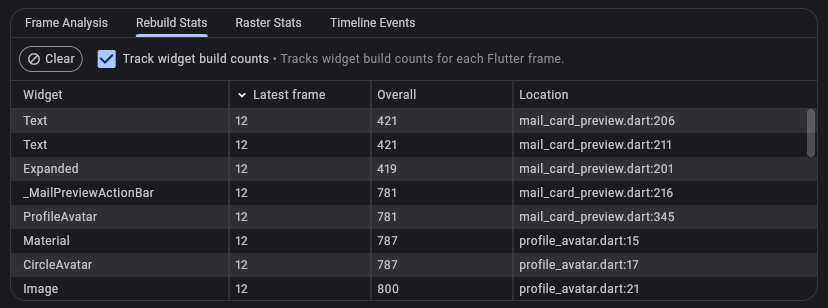 Frame Analysis Rebuild Stats Raster Stats Timeline Events
Clear Track widget build counts • Tracks widget build counts for each Flutter frame.
Widget Latest frame Overall Location
Text 12 421 mail_card_preview.dart:206
Text 12 421 mail_card_preview.dart:211
Expanded 12 419 mail_card_preview.dart:201
_MailPreviewActionBar 12 781 mail_card_preview.dart:216
ProfileAvatar 12 781 mail_card_preview.dart:345
Material 12 787 profile_avatar.dart:15
CircleAvatar 12 787 profile_avatar.dart:17
Image 12 800 profile_avatar.dart:21